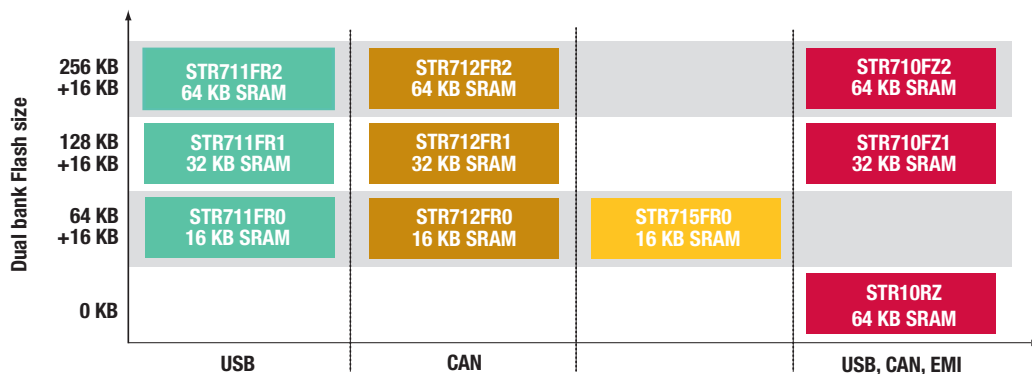 Dual bank Flash size
256 KB
+16 KB
STR711FR2
64 KB SRAM
STR712FR2
64 KB SRAM
STR710FZ2
64 KB SRAM
128 KB
+16 KB
STR711FR1
32 KB SRAM
STR712FR1
32 KB SRAM
STR710FZ1
32 KB SRAM
64 KB
+16 KB
STR711FR0
16 KB SRAM
STR712FR0
16 KB SRAM
STR715FR0
16 KB SRAM
0 KB
STR10RZ
64 KB SRAM
USB
CAN
USB, CAN, EMI